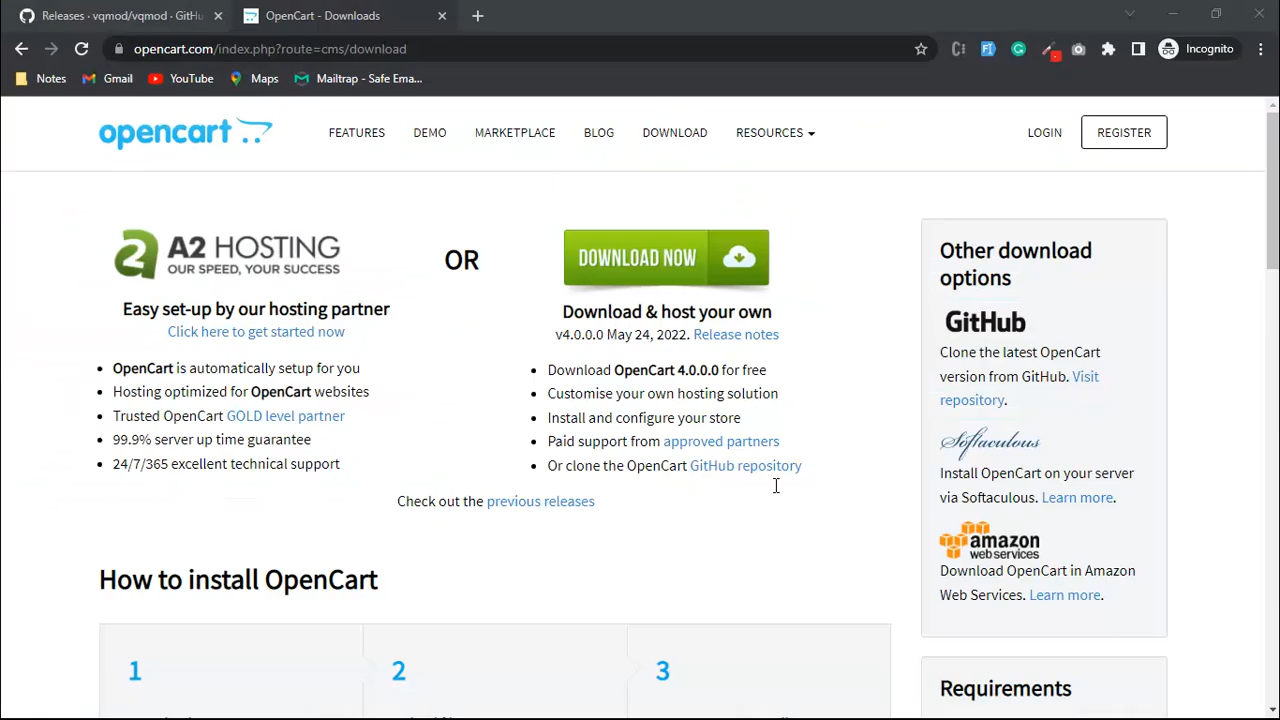 Releases · vqmod/vqmod · GitHu
OpenCart - Downloads
opencart.com/index.php?route=cms/download
Incognito
Notes
Gmail
YouTube
Maps
Mailtrap - Safe Ema...
opencart
FEATURES
DEMO
MARKETPLACE
BLOG
DOWNLOAD
RESOURCES
LOGIN
REGISTER
2 A2 HOSTING
OUR SPEED, YOUR SUCCESS
Easy set-up by our hosting partner
Click here to get started now
OpenCart is automatically setup for you
Hosting optimized for OpenCart websites
Trusted OpenCart GOLD level partner
99.9% server up time guarantee
24/7/365 excellent technical support
OR
DOWNLOAD NOW
Download & host your own
v4.0.0.0 May 24, 2022. Release notes
Download OpenCart 4.0.0.0 for free
Customise your own hosting solution
Install and configure your store
Paid support from approved partners
Or clone the OpenCart GitHub repository
Check out the previous releases
Other download
options
GitHub
Clone the latest OpenCart
version from GitHub. Visit
repository.
Softaculous
Install OpenCart on your server
via Softaculous. Learn more.
amazon
web services
Download OpenCart in Amazon
Web Services. Learn more.
How to install OpenCart
1
2
3
Requirements